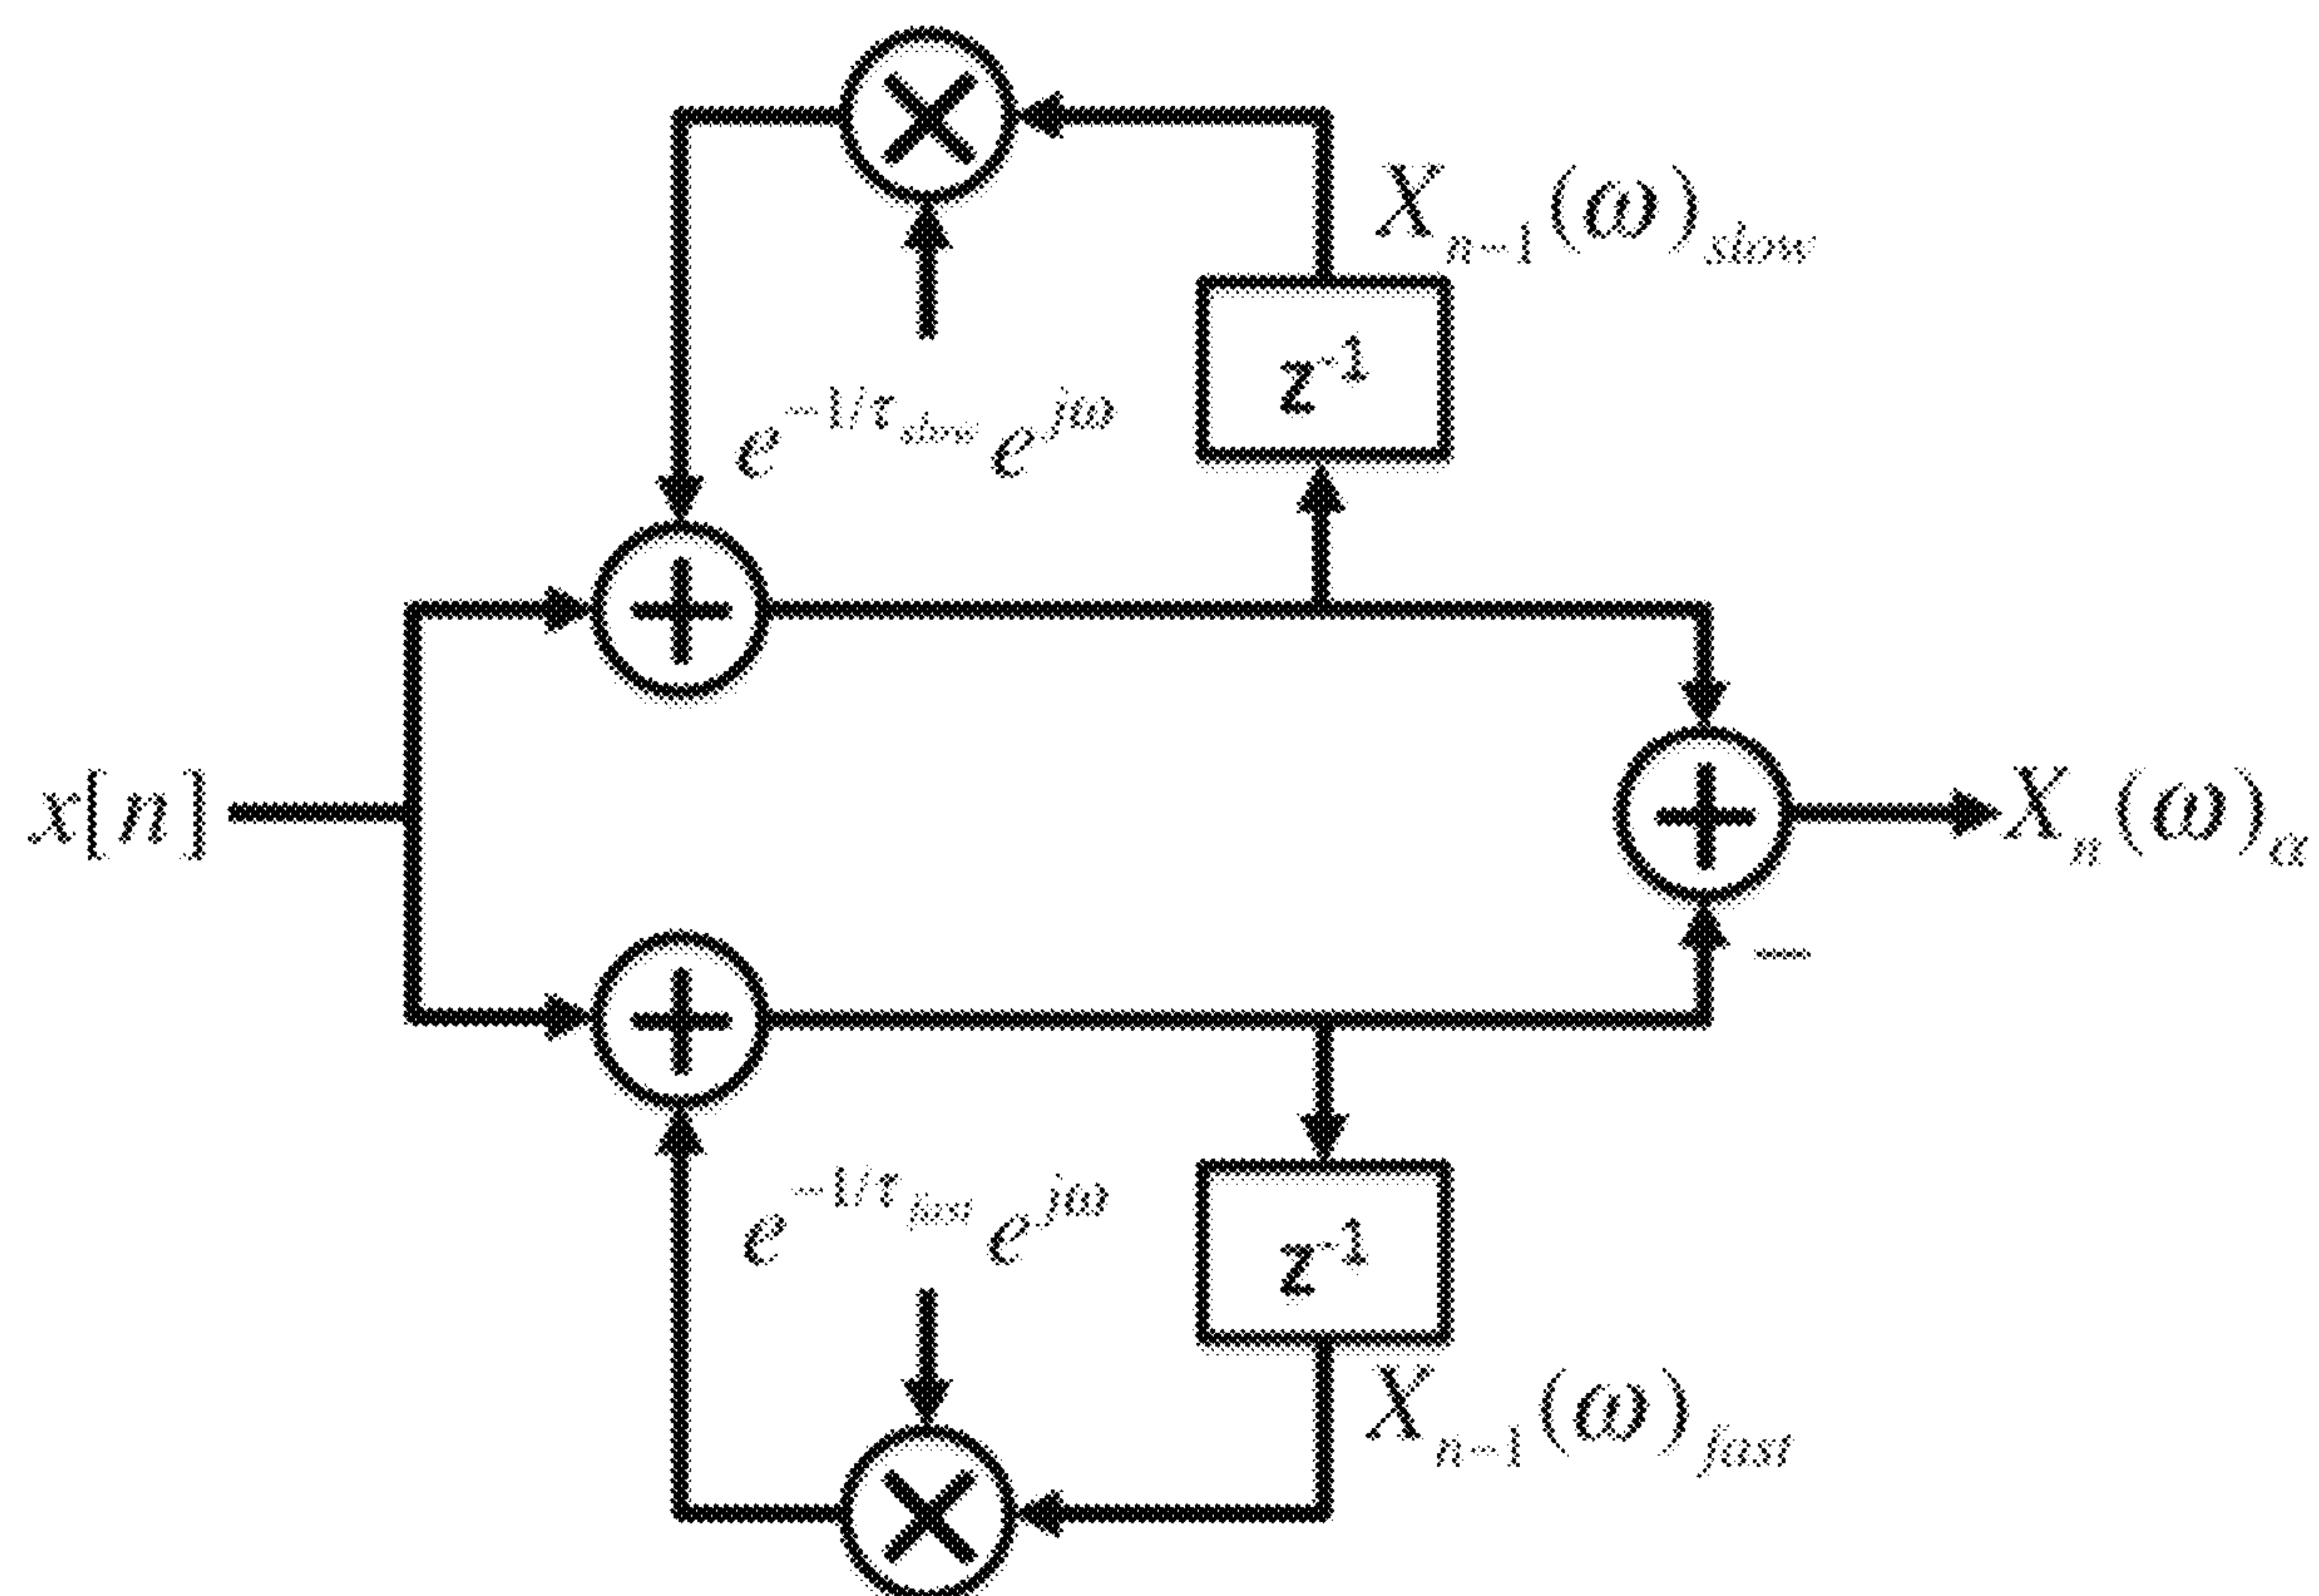 X_{n-1}(ω)_{slow}
z^{-1}
e^{-1/τ_{slow}} e^{jω}
x[n]
X_n(ω)_α
−
e^{-1/τ_{fast}} e^{jω}
z^{-1}
X_{n-1}(ω)_{fast}